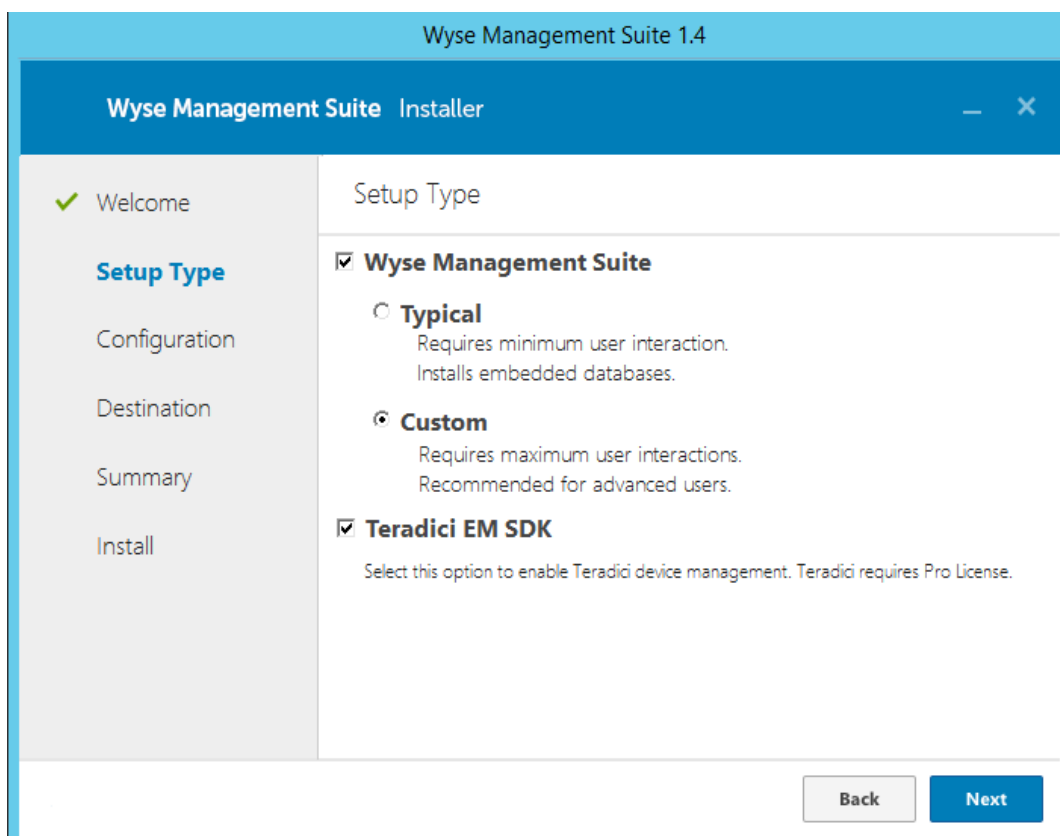 Wyse Management Suite 1.4
Wyse Management Suite Installer
Welcome
Setup Type
Configuration
Destination
Summary
Install
Setup Type
Wyse Management Suite
Typical
Requires minimum user interaction.
Installs embedded databases.
Custom
Requires maximum user interactions.
Recommended for advanced users.
Teradici EM SDK
Select this option to enable Teradici device management. Teradici requires Pro License.
Back
Next